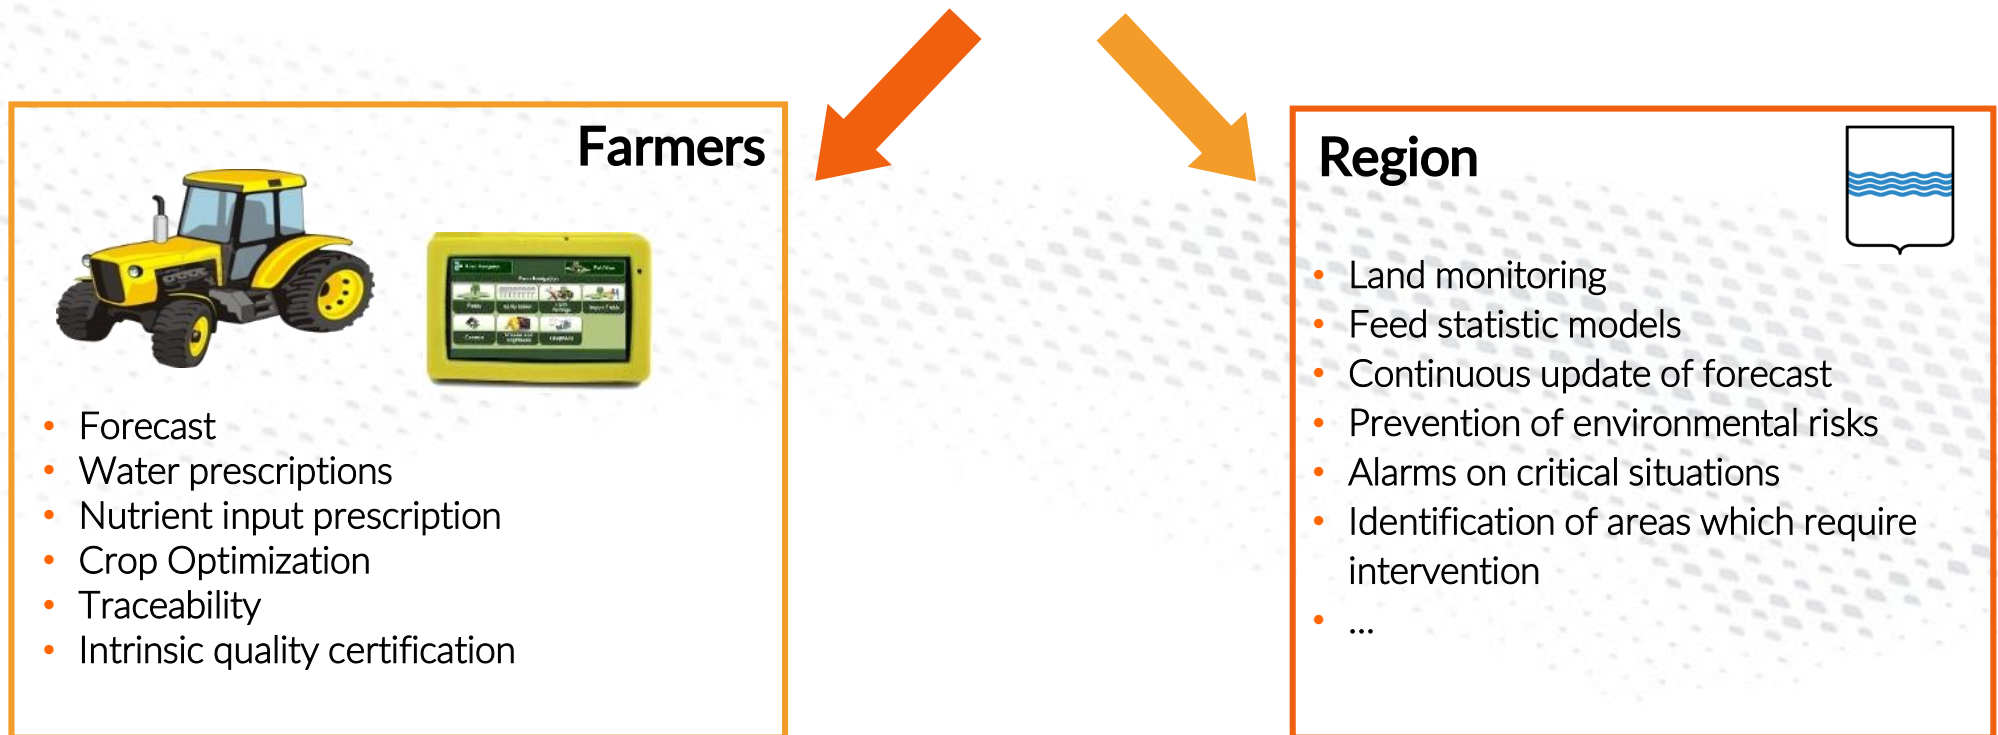 Farmers
• Forecast
• Water prescriptions
• Nutrient input prescription
• Crop Optimization
• Traceability
• Intrinsic quality certification
Region
• Land monitoring
• Feed statistic models
• Continuous update of forecast
• Prevention of environmental risks
• Alarms on critical situations
• Identification of areas which require
intervention
• ...